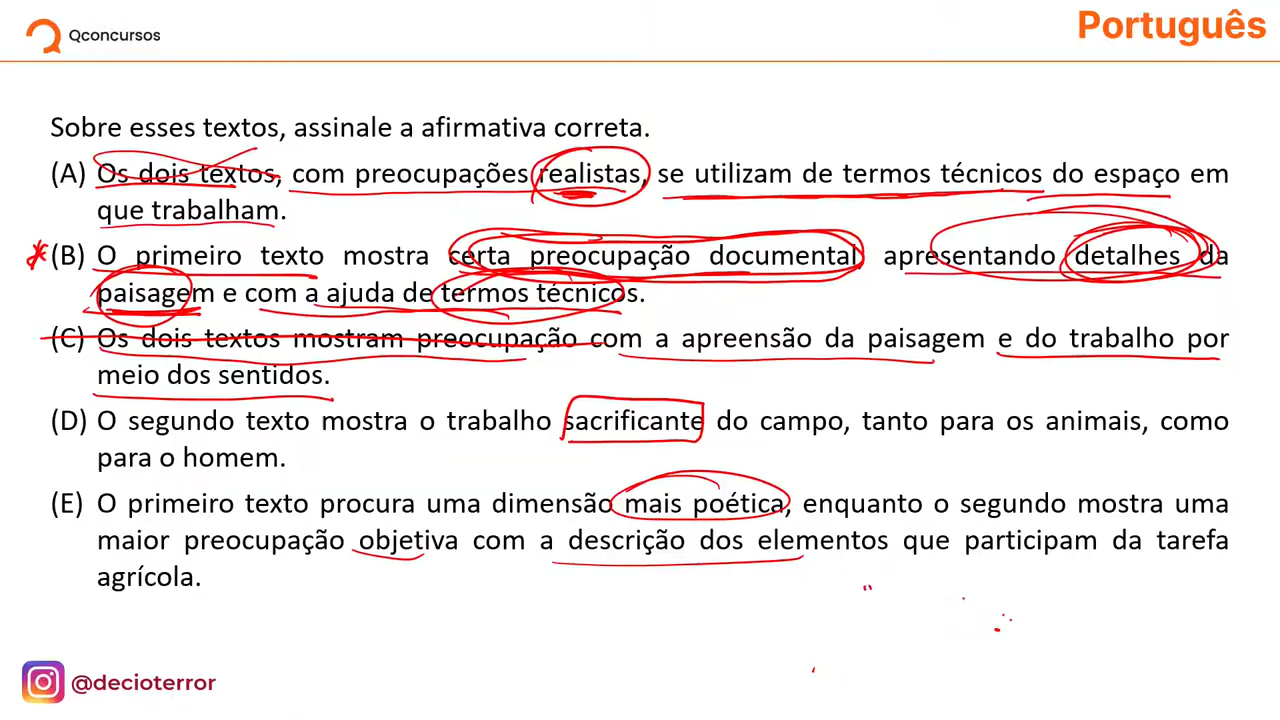 Qconcursos
Português
Sobre esses textos, assinale a afirmativa correta.
(A) Os dois textos, com preocupações realistas, se utilizam de termos técnicos do espaço em
que trabalham.
(B) O primeiro texto mostra certa preocupação documental, apresentando detalhes da
paisagem e com a ajuda de termos técnicos.
(C) Os dois textos mostram preocupação com a apreensão da paisagem e do trabalho por
meio dos sentidos.
(D) O segundo texto mostra o trabalho sacrificante do campo, tanto para os animais, como
para o homem.
(E) O primeiro texto procura uma dimensão mais poética, enquanto o segundo mostra uma
maior preocupação objetiva com a descrição dos elementos que participam da tarefa
agrícola.
@decioterror